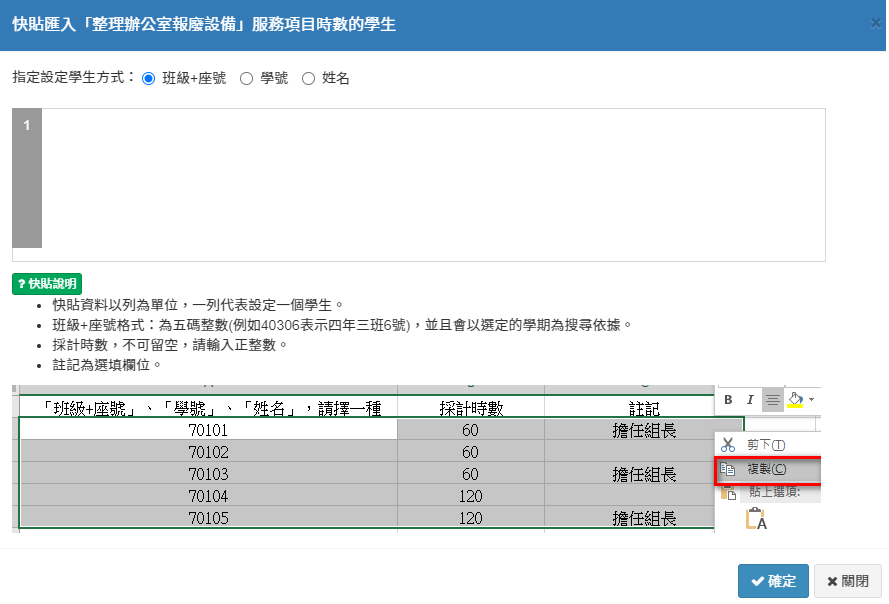 快貼匯入「整理辦公室報廢設備」服務項目時數的學生
×
指定設定學生方式： 班級+座號 學號 姓名
1
? 快貼說明
快貼資料以列為單位，一列代表設定一個學生。
班級+座號格式：為五碼整數(例如40306表示四年三班6號)，並且會以選定的學期為搜尋依據。
採計時數，不可留空，請輸入正整數。
註記為選填欄位。
「班級+座號」、「學號」、「姓名」，請擇一種 採計時數 註記
70101 60 擔任組長
70102 60
70103 60 擔任組長
70104 120
70105 120 擔任組長
B I
剪下(T)
複製(C)
貼上選項:
A
確定 關閉